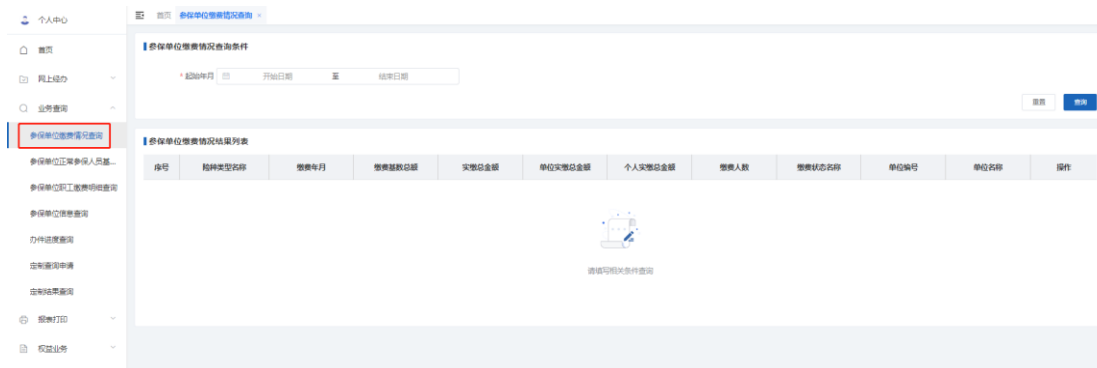 个人中心
首页 参保单位缴费情况查询 ×
首页
网上经办
业务查询
参保单位缴费情况查询
参保单位正常参保人员基...
参保单位职工缴费明细查询
参保单位信息查询
办件进度查询
定制查询申请
定制结果查询
报表打印
权益业务
参保单位缴费情况查询条件
* 起始年月 开始日期 至 结束日期
重置 查询
参保单位缴费情况结果列表
序号 险种类型名称 缴费年月 缴费基数总额 实缴总金额 单位实缴总金额 个人实缴总金额 缴费人数 缴费状态名称 单位编号 单位名称 操作
请填写相关条件查询